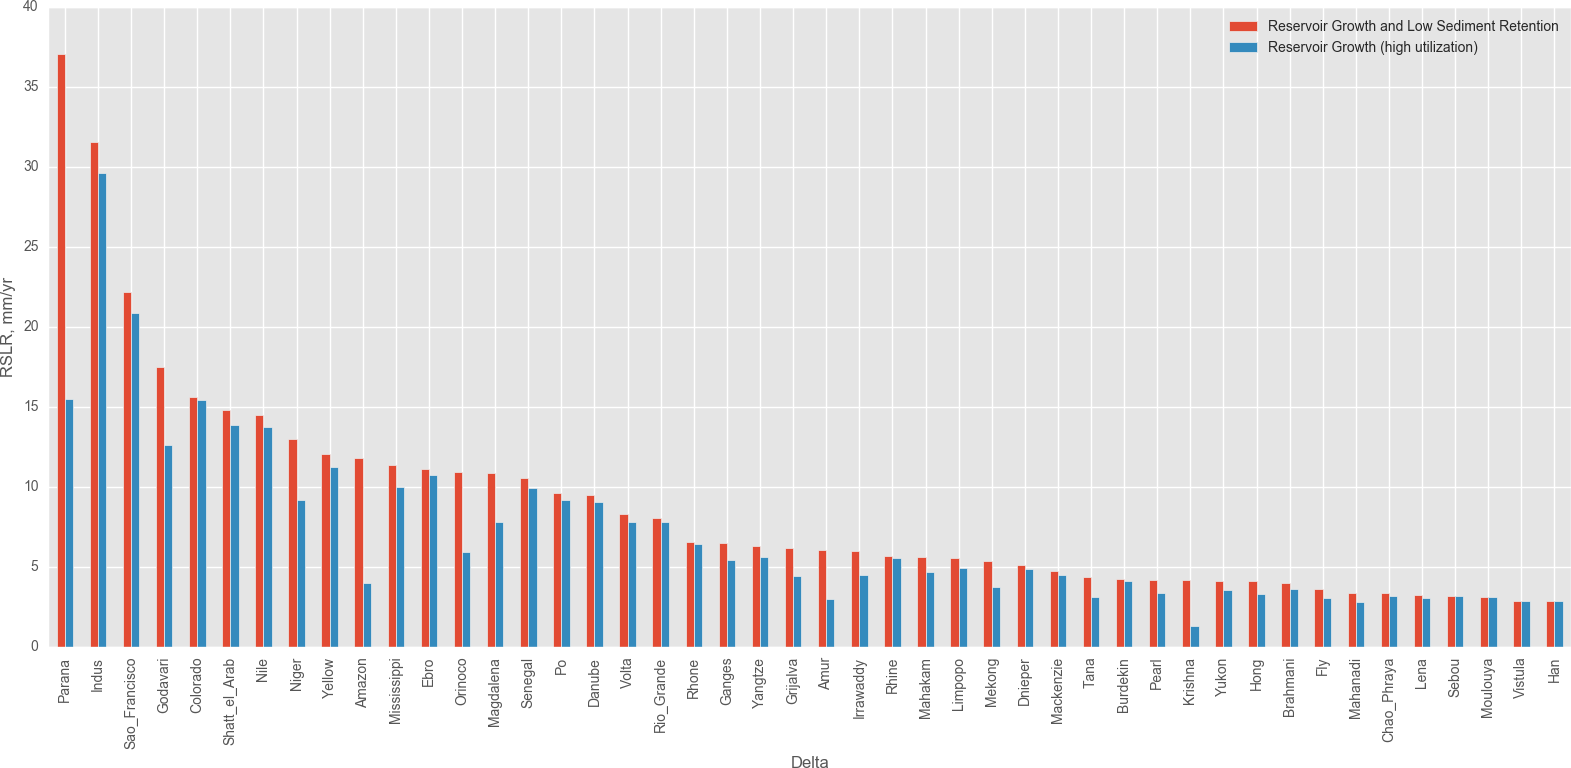 40
35
30
25
20
15
10
5
0
RSLR, mm/yr
Reservoir Growth and Low Sediment Retention
Reservoir Growth (high utilization)
Parana
Indus
Sao_Francisco
Godavari
Colorado
Shatt_el_Arab
Nile
Niger
Yellow
Amazon
Mississippi
Ebro
Orinoco
Magdalena
Senegal
Po
Danube
Volta
Rio_Grande
Rhone
Ganges
Yangtze
Grijalva
Amur
Irrawaddy
Rhine
Mahakam
Limpopo
Mekong
Dnieper
Mackenzie
Tana
Burdekin
Pearl
Krishna
Yukon
Hong
Brahmani
Fly
Mahanadi
Chao_Phraya
Lena
Sebou
Moulouya
Vistula
Han
Delta